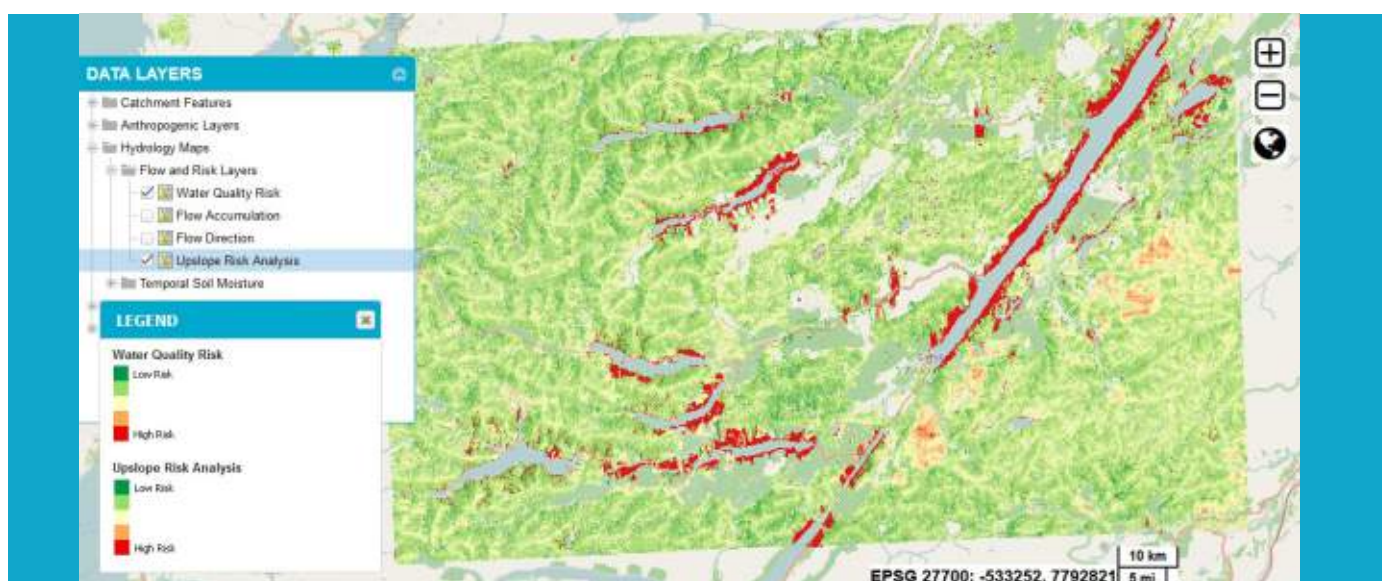 DATA LAYERS
Catchment Features
Anthropogenic Layers
Hydrology Maps
Flow and Risk Layers
Water Quality Risk
Flow Accumulation
Flow Direction
Upslope Risk Analysis
Temporal Soil Moisture
LEGEND
Water Quality Risk
Low Risk
High Risk
Upslope Risk Analysis
Low Risk
High Risk
10 km
EPSG 27700: -533252, 7792821
5 mi